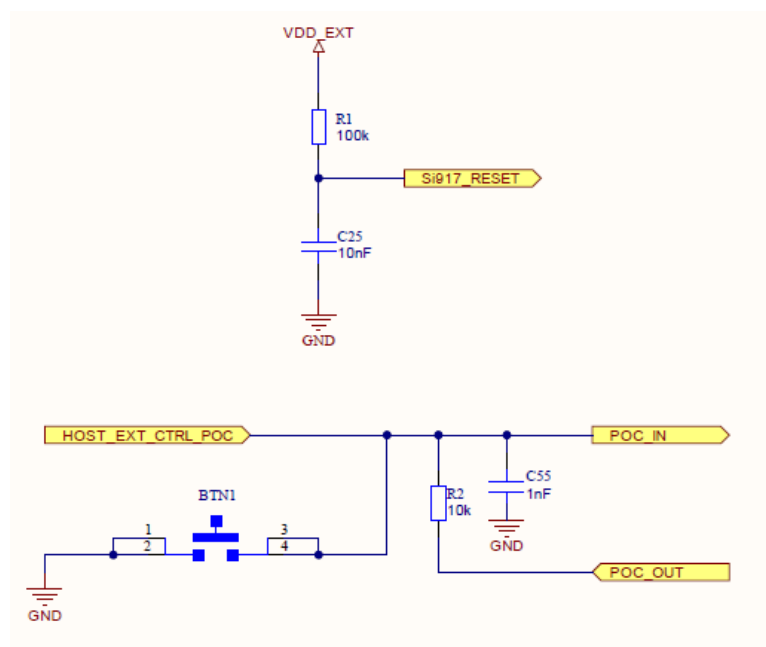 VDD_EXT
R1
100k
Si917_RESET
C25
10nF
GND
HOST_EXT_CTRL_POC
POC_IN
BTN1
R2
10k
C55
1nF
1
2
3
4
GND
POC_OUT
GND